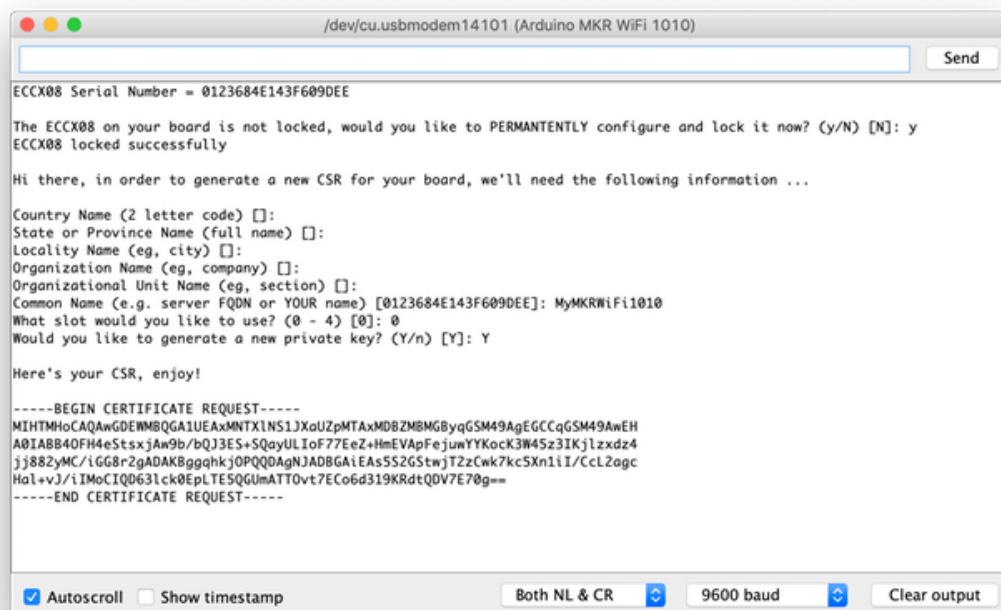 /dev/cu.usbmodem14101 (Arduino MKR WiFi 1010)
Send
ECCX08 Serial Number = 0123684E143F609DEE
The ECCX08 on your board is not locked, would you like to PERMANTENTLY configure and lock it now? (y/N) [N]: y
ECCX08 locked successfully
Hi there, in order to generate a new CSR for your board, we'll need the following information ...
Country Name (2 letter code) []:
State or Province Name (full name) []:
Locality Name (eg, city) []:
Organization Name (eg, company) []:
Organizational Unit Name (eg, section) []:
Common Name (e.g. server FQDN or YOUR name) [0123684E143F609DEE]: MyMKRWiFi1010
What slot would you like to use? (0 - 4) [0]: 0
Would you like to generate a new private key? (Y/n) [Y]: Y
Here's your CSR, enjoy!
-----BEGIN CERTIFICATE REQUEST-----
MIHTMHoCAQAwGDEWMBQGA1UEAxMNTXlNS1JXaUZpMTAxMDBZMBMGByqGSM49AgEGCCqGSM49AwEH
A0IABB4OFH4eStsxjAw9b/bQJ3ES+SQayULIoF77EeZ+HmEVApFejuwYYKocK3W45z3IKjlzxdz4
jj882yMC/iGG8r2gADAKBggqhkjOPQQDAgNJADBGAiEAs5S2GStwjT2zCwk7kc5Xn1iI/CcL2agc
Hal+vJ/iIMoCIQD63lck0EpLTE5QGUmATTOvt7ECo6d319KRdtQDV7E70g==
-----END CERTIFICATE REQUEST-----
Autoscroll
Show timestamp
Both NL & CR
9600 baud
Clear output